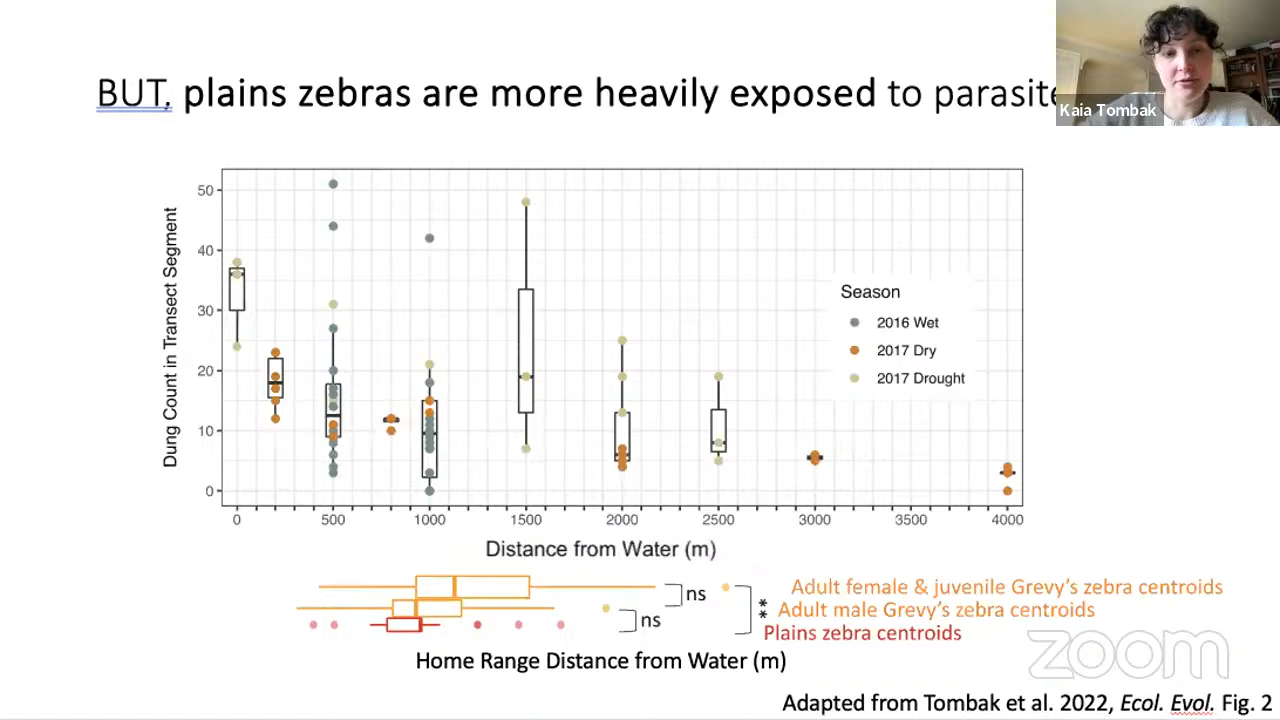 BUT, plains zebras are more heavily exposed to parasite
Kaia Tombak
Dung Count in Transect Segment
50
40
30
20
10
0
Season
2016 Wet
2017 Dry
2017 Drought
0 500 1000 1500 2000 2500 3000 3500 4000
Distance from Water (m)
ns
ns
**
Adult female & juvenile Grevy's zebra centroids
Adult male Grevy's zebra centroids
Plains zebra centroids
Home Range Distance from Water (m)
zoom
Adapted from Tombak et al. 2022, Ecol. Evol. Fig. 2